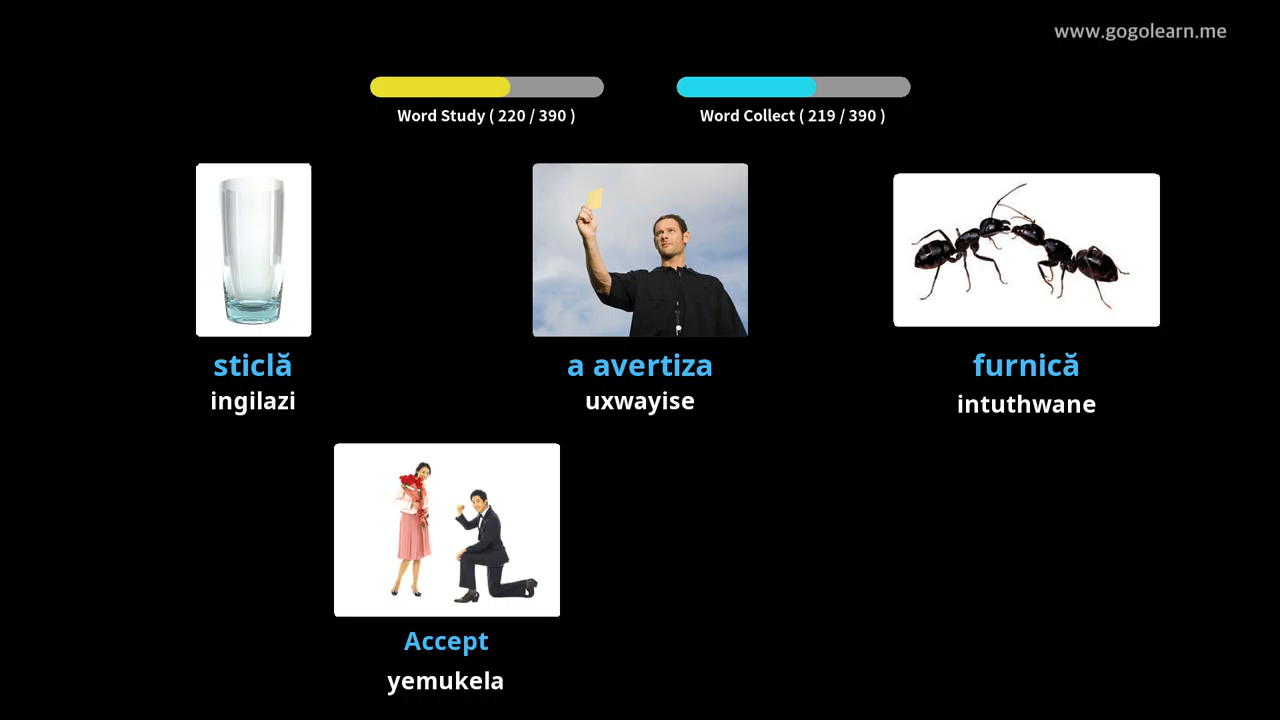 www.gogolearn.me
Word Study ( 220 / 390 )
Word Collect ( 219 / 390 )
sticlă
ingilazi
a avertiza
uxwayise
furnică
intuthwane
Accept
yemukela